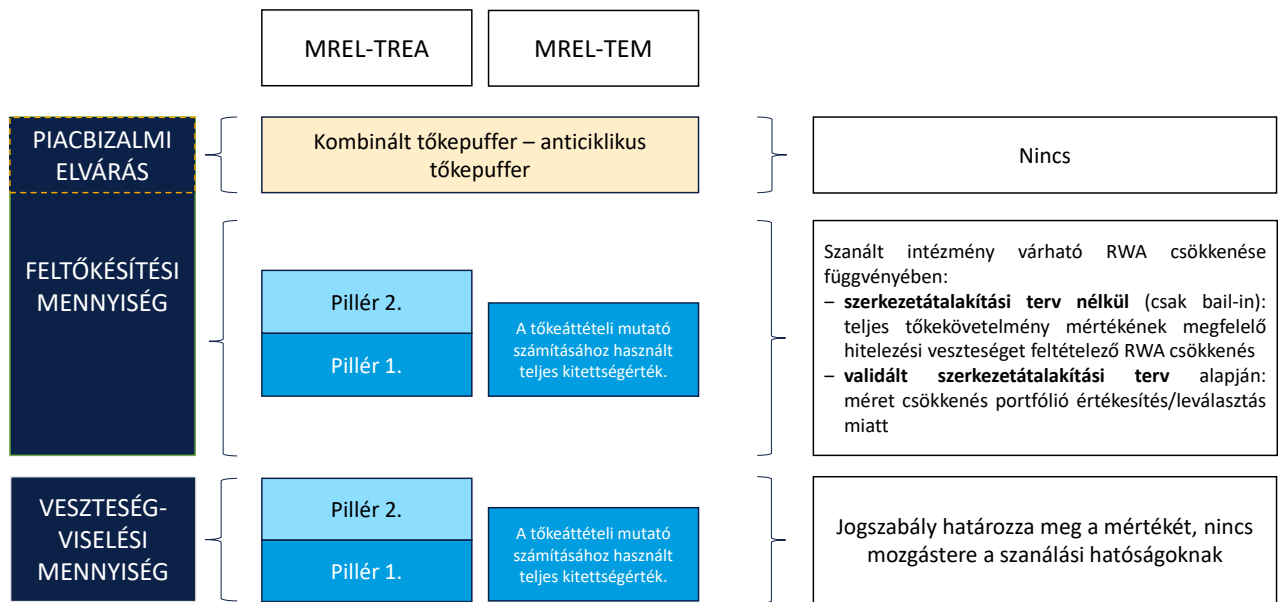 MREL-TREA
MREL-TEM
PIACBIZALMI
ELVÁRÁS
Kombinált tőkepuffer – anticiklikus
tőkepuffer
Nincs
FELTŐKÉSÍTÉSI
MENNYISÉG
Pillér 2.
Pillér 1.
A tőkeáttételi mutató
számításához használt
teljes kitettségérték.
Szanált intézmény várható RWA csökkenése
függvényében:
– szerkezetátalakítási terv nélkül (csak bail-in):
teljes tőkekövetelmény mértékének megfelelő
hitelezési veszteséget feltételező RWA csökkenés
– validált szerkezetátalakítási terv alapján:
méret csökkenés portfólió értékesítés/leválasztás
miatt
VESZTESÉG-
VISELÉSI
MENNYISÉG
Pillér 2.
Pillér 1.
A tőkeáttételi mutató
számításához használt
teljes kitettségérték.
Jogszabály határozza meg a mértékét, nincs
mozgástere a szanálási hatóságoknak